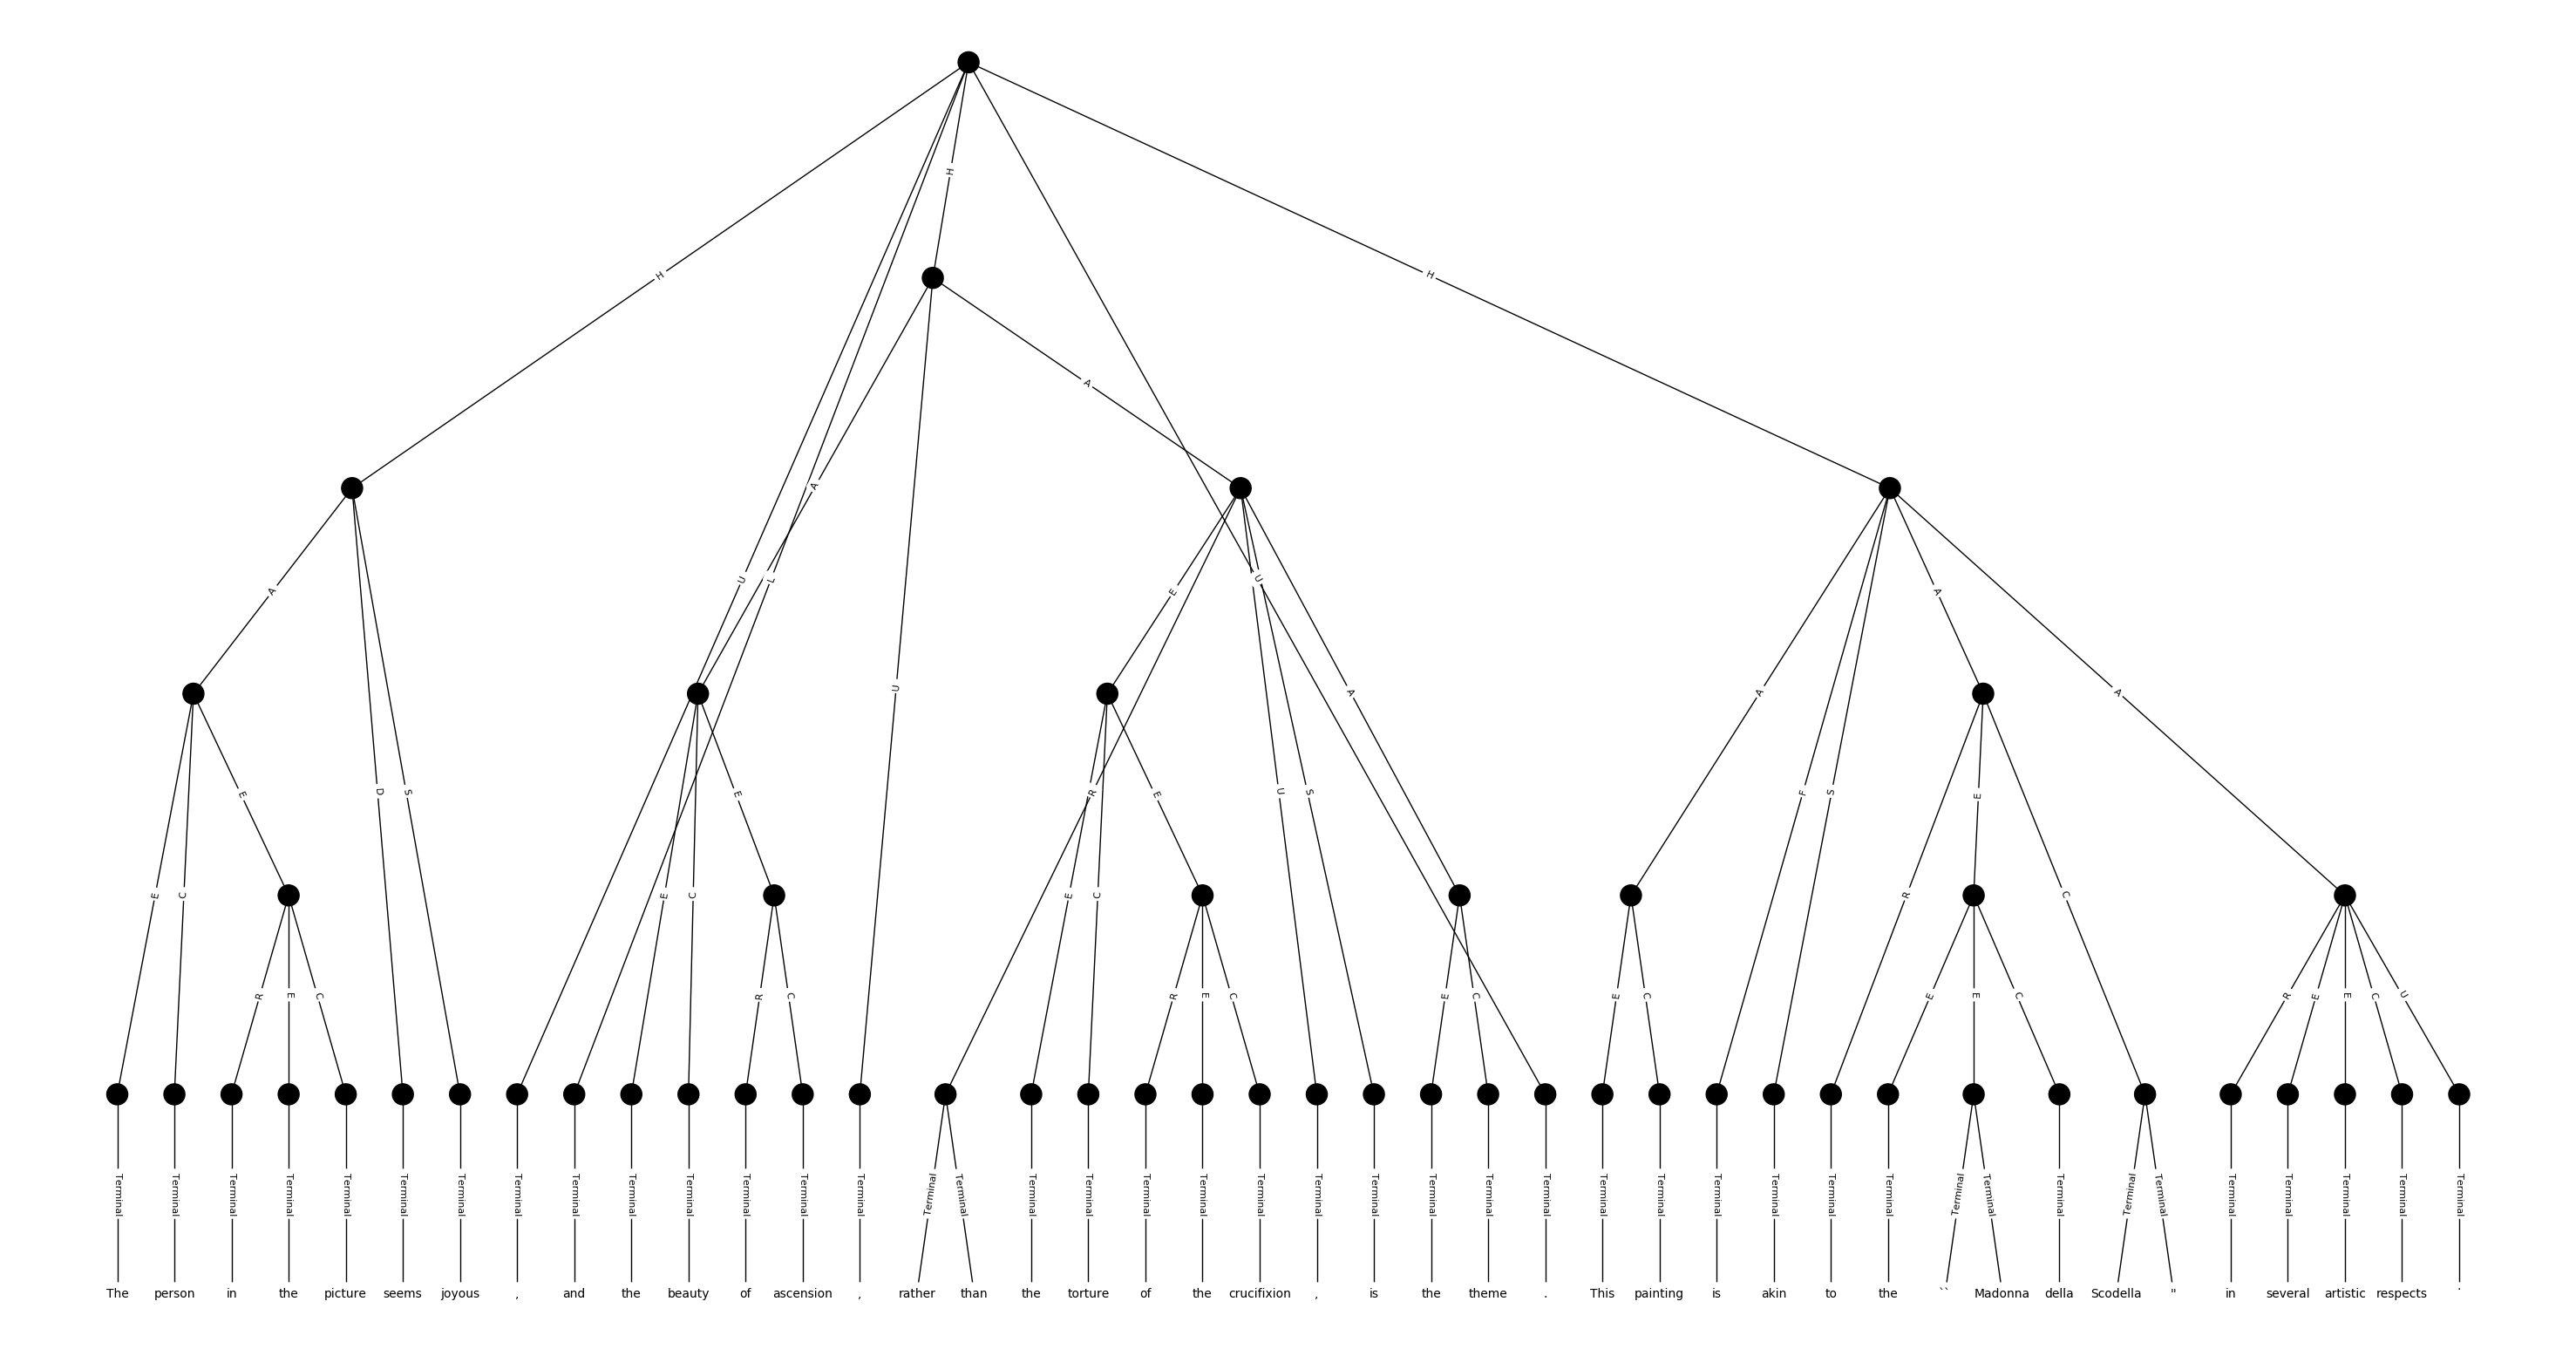 H
H
H
A
A
U
L
U
E
A
A
D
S
U
A
A
A
E
E
R
E
U
S
F
S
E
E
C
E
C
E
C
R
C
R
E
C
R
C
R
E
C
E
C
E
C
E
E
C
R
E
E
C
U
Terminal Terminal Terminal Terminal Terminal Terminal Terminal Terminal Terminal Terminal Terminal Terminal Terminal Terminal Terminal Terminal Terminal Terminal Terminal Terminal Terminal Terminal Terminal Terminal Terminal Terminal Terminal Terminal Terminal Terminal Terminal Terminal Terminal Terminal Terminal Terminal Terminal Terminal Terminal Terminal Terminal Terminal
The person in the picture seems joyous , and the beauty of ascension , rather than the torture of the crucifixion , is the theme . This painting is akin to the `` Madonna della Scodella " in several artistic respects .